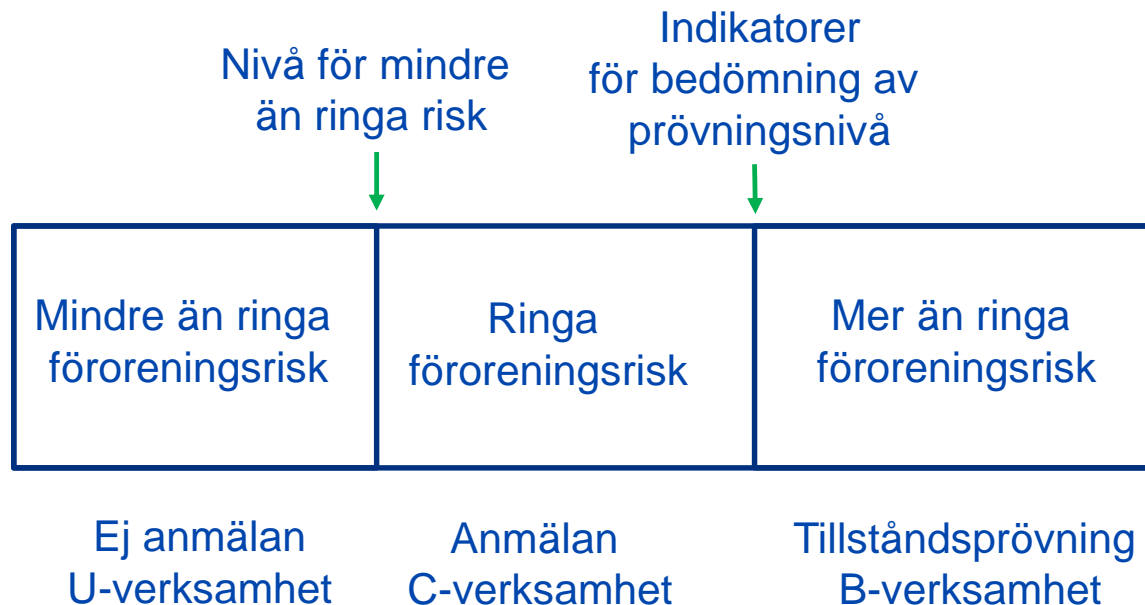 Nivå för mindre
än ringa risk
Indikatorer
för bedömning av
prövningsnivå
Mindre än ringa
föroreningsrisk
Ringa
föroreningsrisk
Mer än ringa
föroreningsrisk
Ej anmälan
U-verksamhet
Anmälan
C-verksamhet
Tillståndsprövning
B-verksamhet